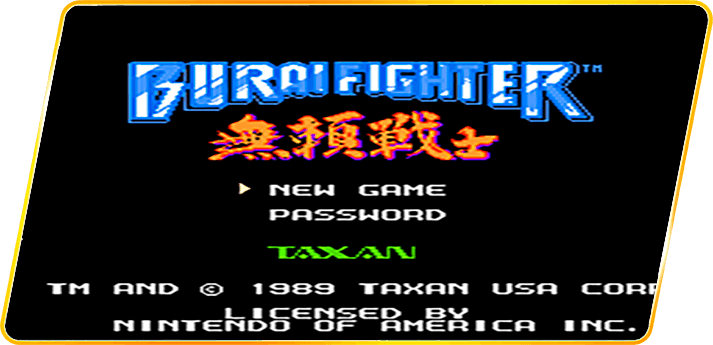 BURAI FIGHTER™
無頼戦士
NEW GAME
PASSWORD
TAXAN
TM AND © 1989 TAXAN USA CORP
LICENSED BY
NINTENDO OF AMERICA INC.